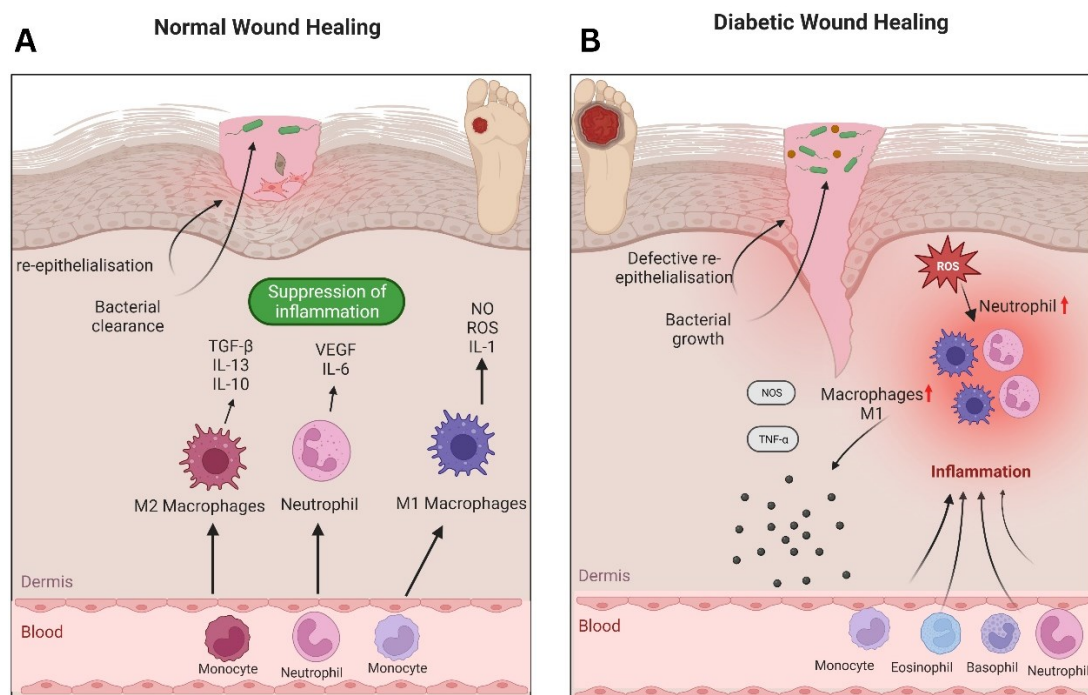 Normal Wound Healing
A
re-epithelialisation
Bacterial
clearance
Suppression of
inflammation
TGF-β
IL-13
IL-10
VEGF
IL-6
NO
ROS
IL-1
M2 Macrophages
Neutrophil
M1 Macrophages
Dermis
Blood
Monocyte
Neutrophil
Monocyte
Diabetic Wound Healing
B
Defective re-
epithelialisation
Bacterial
growth
ROS
Neutrophil
Macrophages
M1
NOS
TNF-α
Inflammation
Dermis
Blood
Monocyte
Eosinophil
Basophil
Neutrophil